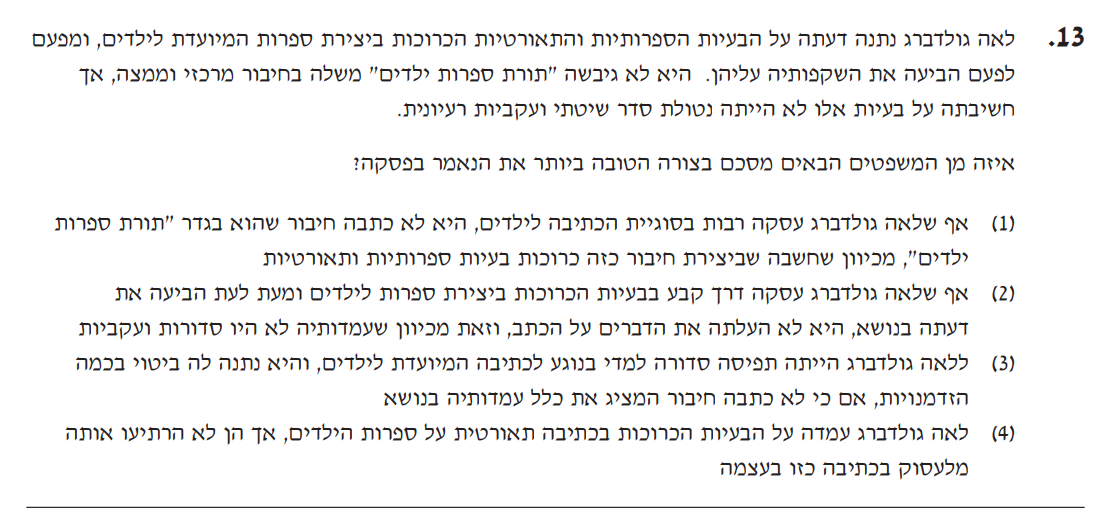 13. לאה גולדברג נתנה דעתה על הבעיות הספרותיות והתאורטיות הכרוכות ביצירת ספרות המיועדת לילדים, ומפעם
לפעם הביעה את השקפותיה עליהן. היא לא גיבשה "תורת ספרות ילדים" משלה בחיבור מרכזי וממצה, אך
חשיבתה על בעיות אלו לא הייתה נטולת סדר שיטתי ועקביות רעיונית.
איזה מן המשפטים הבאים מסכם בצורה הטובה ביותר את הנאמר בפסקה?
(1) אף שלאה גולדברג עסקה רבות בסוגיית הכתיבה לילדים, היא לא כתבה חיבור שהוא בגדר "תורת ספרות
ילדים", מכיוון שחשבה שביצירת חיבור כזה כרוכות בעיות ספרותיות ותאורטיות
(2) אף שלאה גולדברג עסקה דרך קבע בבעיות הכרוכות ביצירת ספרות לילדים ומעת לעת הביעה את
דעתה בנושא, היא לא העלתה את הדברים על הכתב, וזאת מכיוון שעמדותיה לא היו סדורות ועקביות
(3) ללאה גולדברג הייתה תפיסה סדורה למדי בנוגע לכתיבה המיועדת לילדים, והיא נתנה לה ביטוי בכמה
הזדמנויות, אם כי לא כתבה חיבור המציג את כלל עמדותיה בנושא
(4) לאה גולדברג עמדה על הבעיות הכרוכות בכתיבה תאורטית על ספרות הילדים, אך הן לא הרתיעו אותה
מלעסוק בכתיבה כזו בעצמה